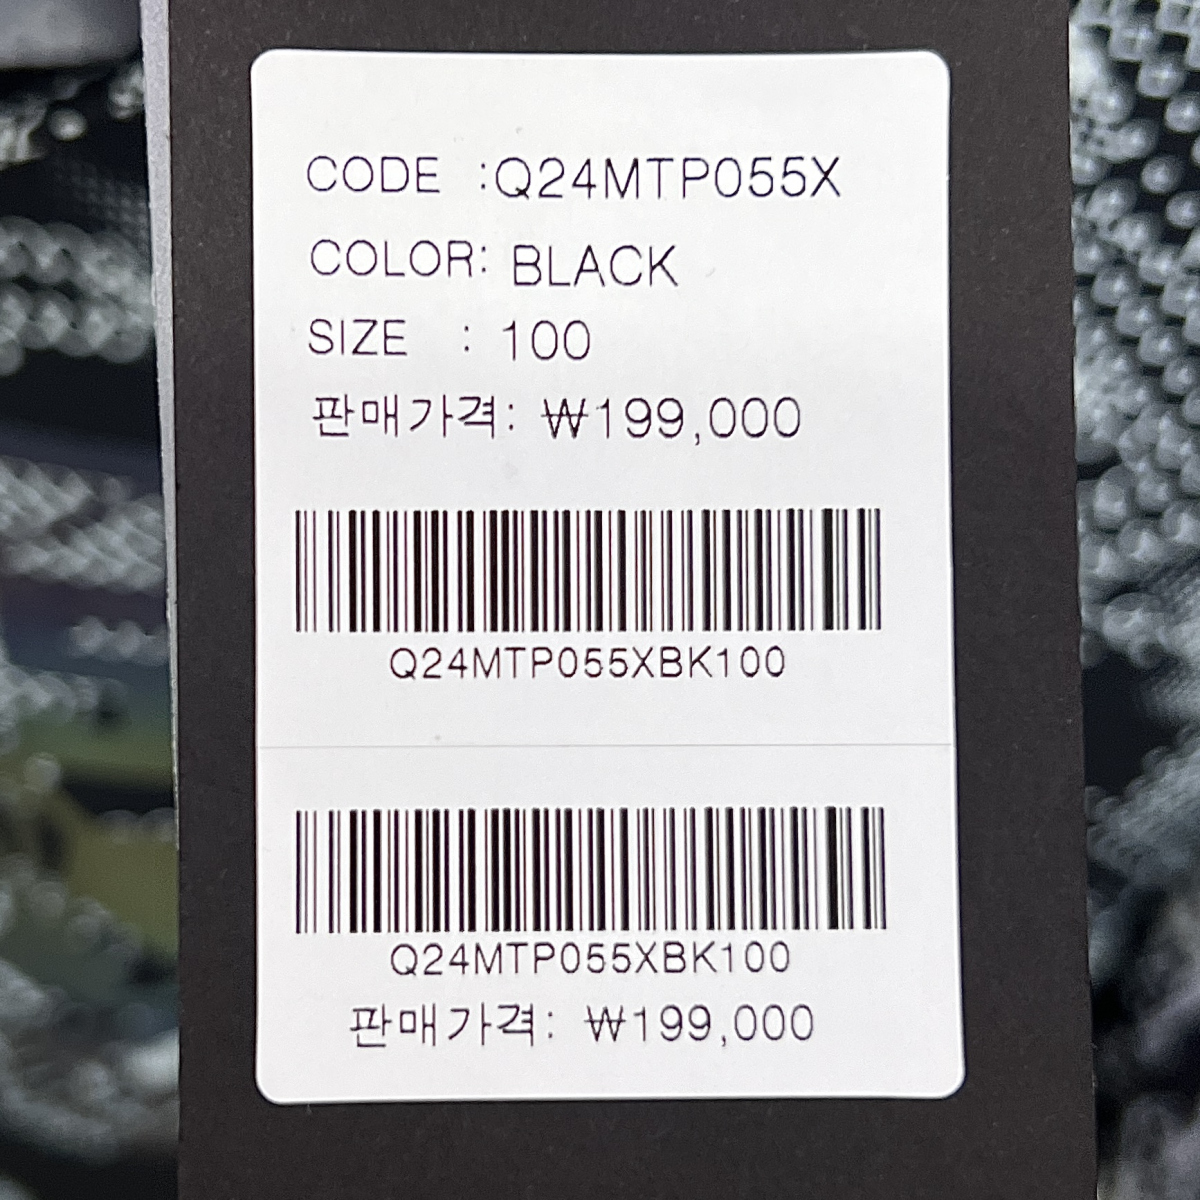 CODE :Q24MTP055X
COLOR: BLACK
SIZE : 100
판매가격: ₩199,000
Q24MTP055XBK100
Q24MTP055XBK100
판매가격: ₩199,000